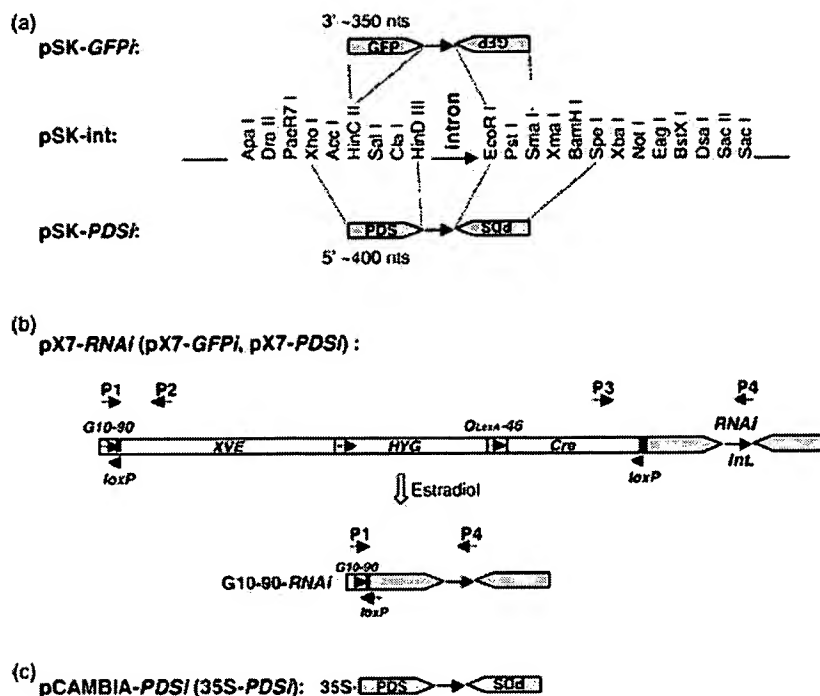 (a)
3' ~350 nts
pSK-GFPi:
GFP
GFP
pSK-int:
Apa I
Dra II
PaeR7 I
Xho I
Acc I
HinC II
Sal I
Cla I
HinD III
intron
EcoR I
Pst I
Sma I
Xma I
BamH I
Spe I
Xba I
Not I
Eag I
BstX I
Dsa I
Sac II
Sac I
pSK-PDSi:
PDS
PDS
5' ~400 nts
(b)
pX7-RNAi (pX7-GFPi, pX7-PDSi) :
P1
P2
P3
P4
G10-90
OLexA-46
RNAi
XVE
HYG
Cre
Int.
loxP
loxP
Estradiol
P1
P4
G10-90
G10-90-RNAi
loxP
(c)
pCAMBIA-PDSi (35S-PDSi): 35S- PDS
PDS